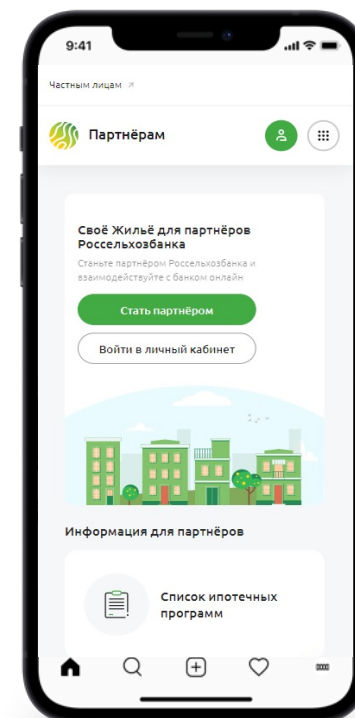 9:41
Частным лицам ↗
Партнёрам
Своё Жильё для партнёров
Россельхозбанка
Станьте партнёром Россельхозбанка и
взаимодействуйте с банком онлайн
Стать партнёром
Войти в личный кабинет
Информация для партнёров
Список ипотечных
программ